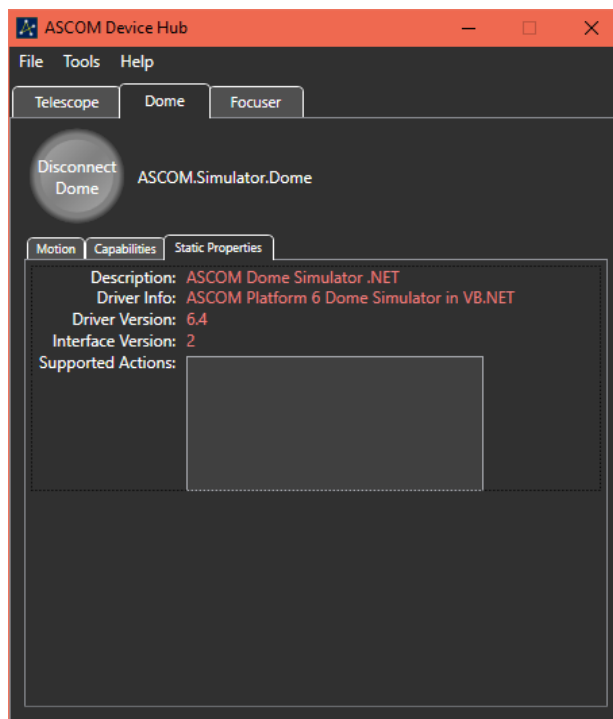 ASCOM Device Hub
File Tools Help
Telescope Dome Focuser
Disconnect
Dome
ASCOM.Simulator.Dome
Motion Capabilities Static Properties
Description: ASCOM Dome Simulator .NET
Driver Info: ASCOM Platform 6 Dome Simulator in VB.NET
Driver Version: 6.4
Interface Version: 2
Supported Actions: